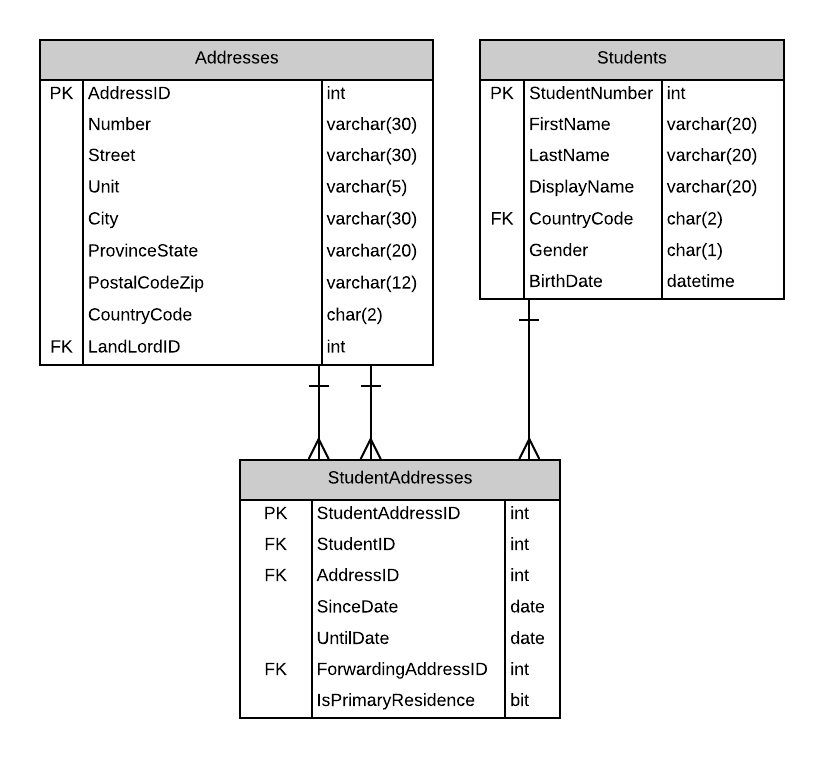 Addresses
PK AddressID int
Number varchar(30)
Street varchar(30)
Unit varchar(5)
City varchar(30)
ProvinceState varchar(20)
PostalCodeZip varchar(12)
CountryCode char(2)
FK LandLordID int
Students
PK StudentNumber int
FirstName varchar(20)
LastName varchar(20)
DisplayName varchar(20)
FK CountryCode char(2)
Gender char(1)
BirthDate datetime
StudentAddresses
PK StudentAddressID int
FK StudentID int
FK AddressID int
SinceDate date
UntilDate date
FK ForwardingAddressID int
IsPrimaryResidence bit